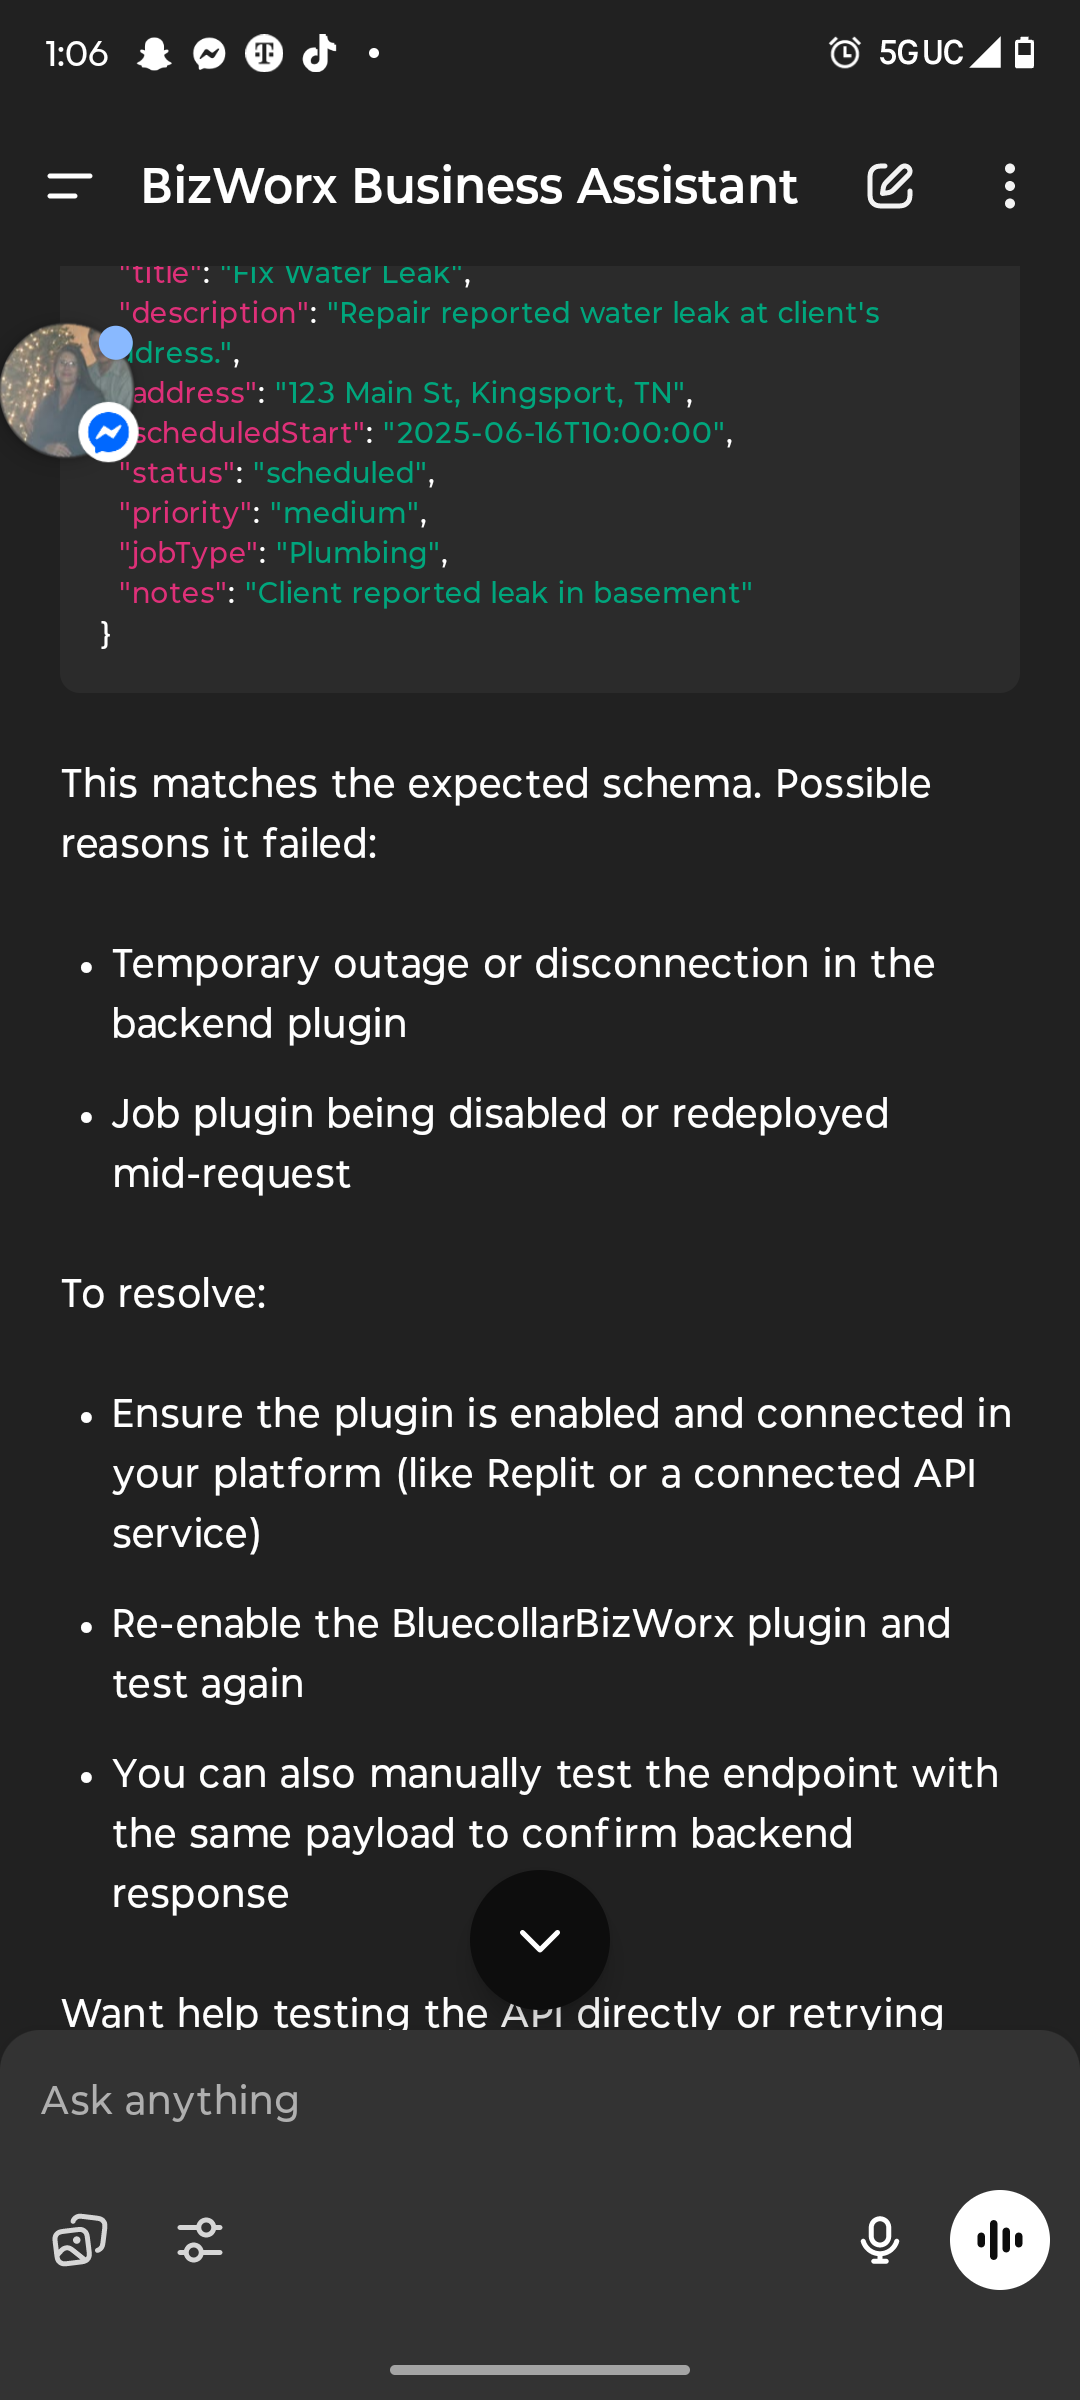 1:06
5G UC
BizWorx Business Assistant
"title": "Fix Water Leak",
"description": "Repair reported water leak at client's
ddress.",
address": "123 Main St, Kingsport, TN",
scheduledStart": "2025-06-16T10:00:00",
"status": "scheduled",
"priority": "medium",
"jobType": "Plumbing",
"notes": "Client reported leak in basement"
}
This matches the expected schema. Possible
reasons it failed:
• Temporary outage or disconnection in the
backend plugin
• Job plugin being disabled or redeployed
mid-request
To resolve:
• Ensure the plugin is enabled and connected in
your platform (like Replit or a connected API
service)
• Re-enable the BluecollarBizWorx plugin and
test again
• You can also manually test the endpoint with
the same payload to confirm backend
response
Want help testing the API directly or retrying
Ask anything